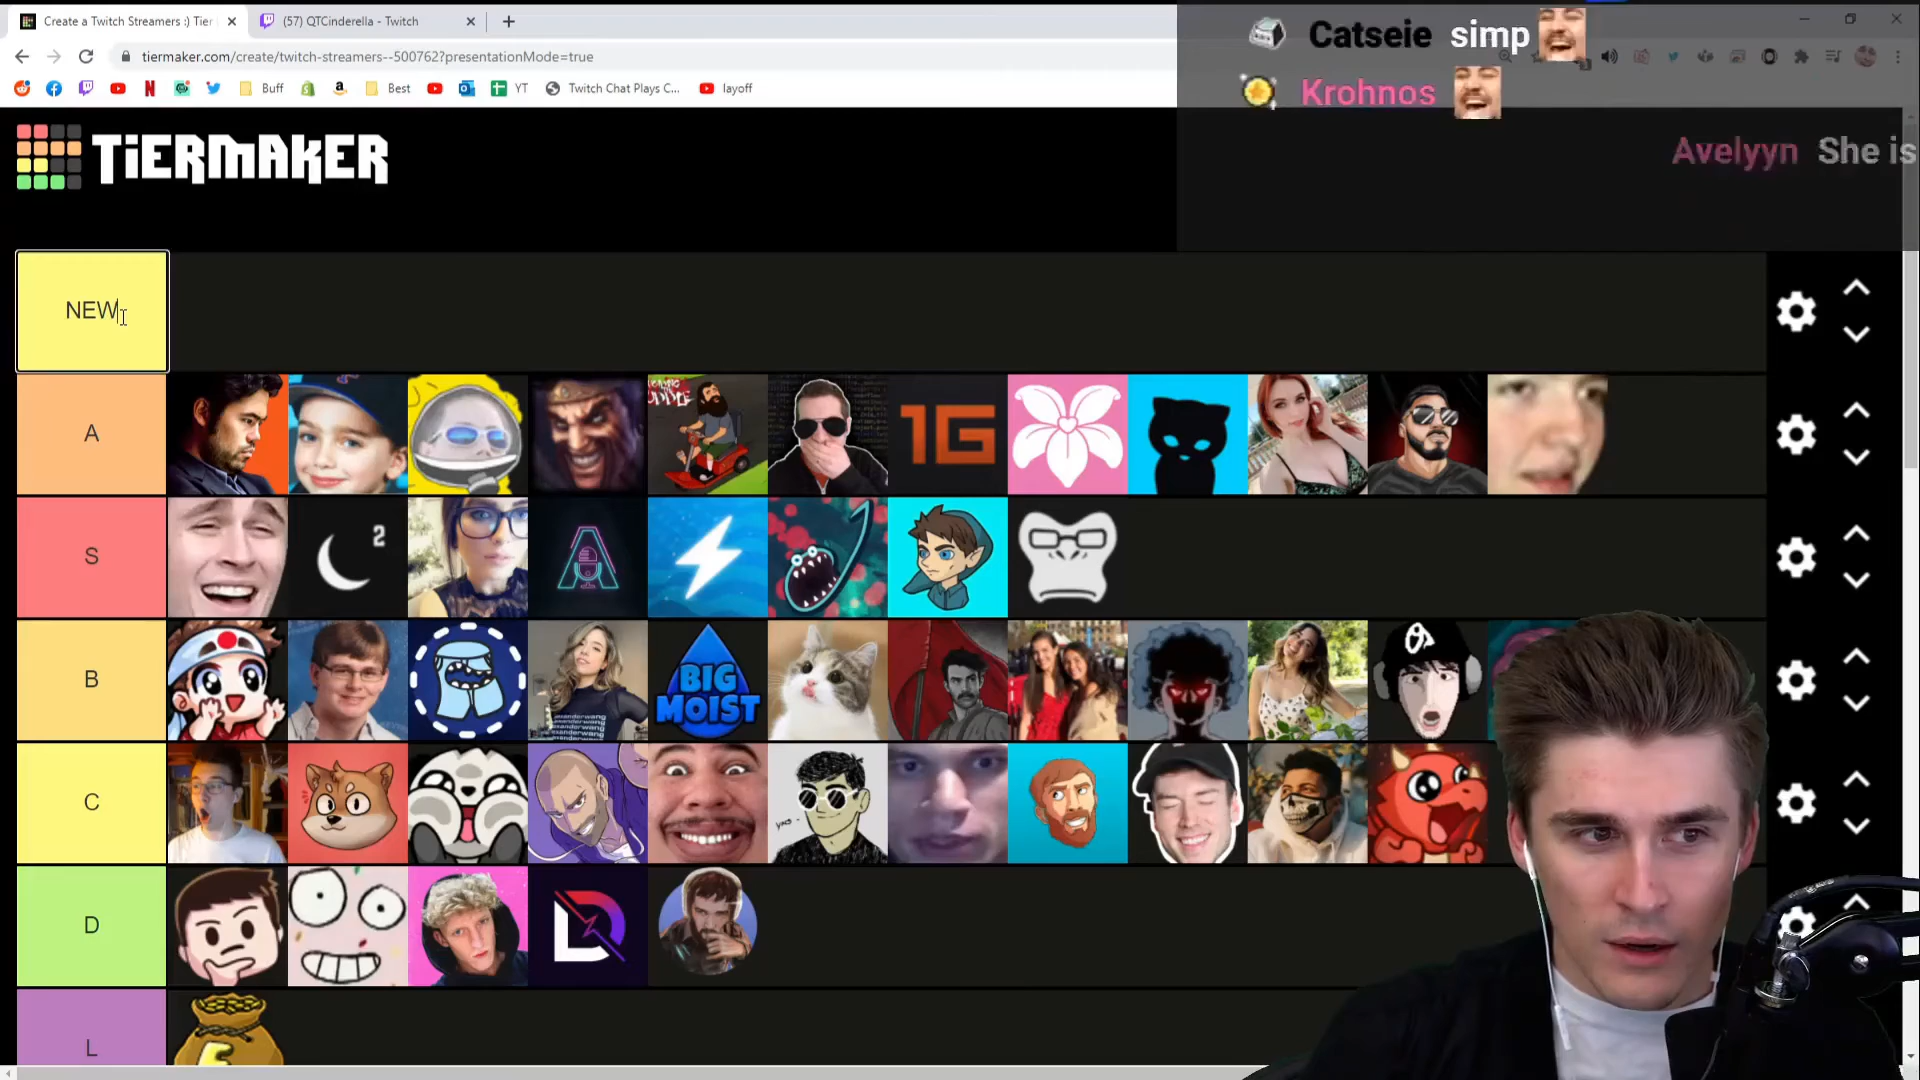 Create a Twitch Streamers :) Tier
(57) QTCinderella - Twitch
tiermaker.com/create/twitch-streamers--500762?presentationMode=true
Buff
Best
YT
Twitch Chat Plays C...
layoff
Catseie simp
Krohnos
Avelyyn She is
TiERMAKER
NEW
A
1G
S
2
B
BIG
MOIST
C
D
L